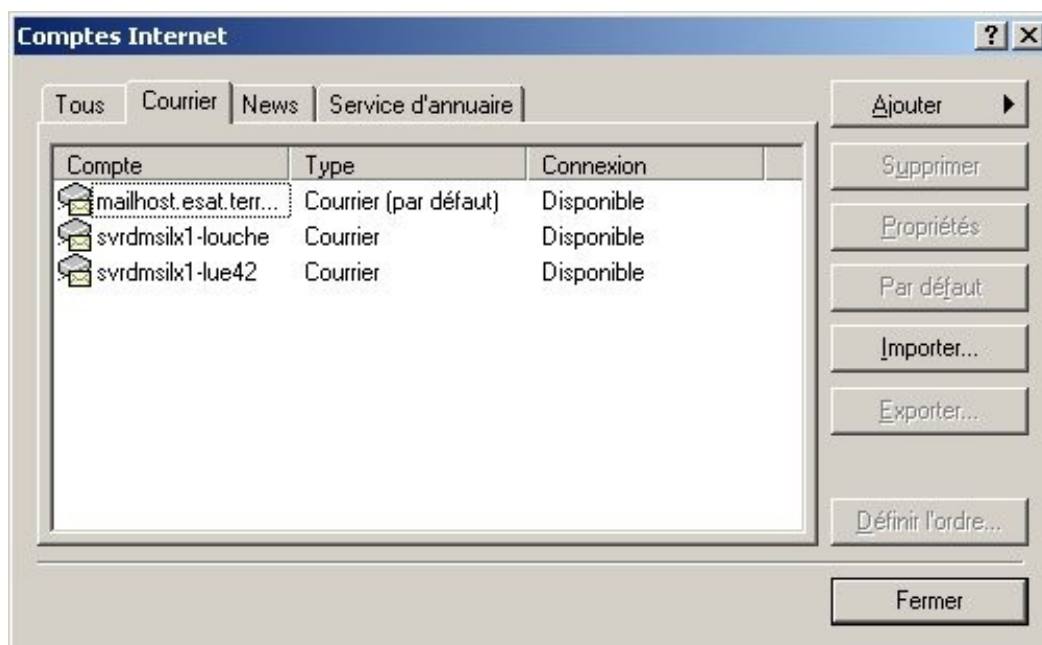 Comptes Internet
Tous Courrier News Service d'annuaire
Ajouter
Supprimer
Propriétés
Par défaut
Importer...
Exporter...
Définir l'ordre...
Fermer
Compte Type Connexion
mailhost.esat.terr... Courrier (par défaut) Disponible
svrdmsilx1-louche Courrier Disponible
svrdmsilx1-lue42 Courrier Disponible